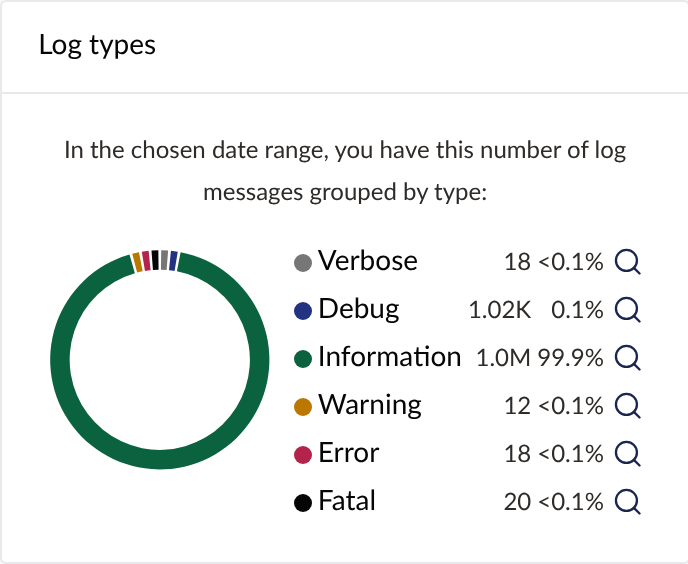 Log types
In the chosen date range, you have this number of log
messages grouped by type:
Verbose 18 <0.1%
Debug 1.02K 0.1%
Information 1.0M 99.9%
Warning 12 <0.1%
Error 18 <0.1%
Fatal 20 <0.1%